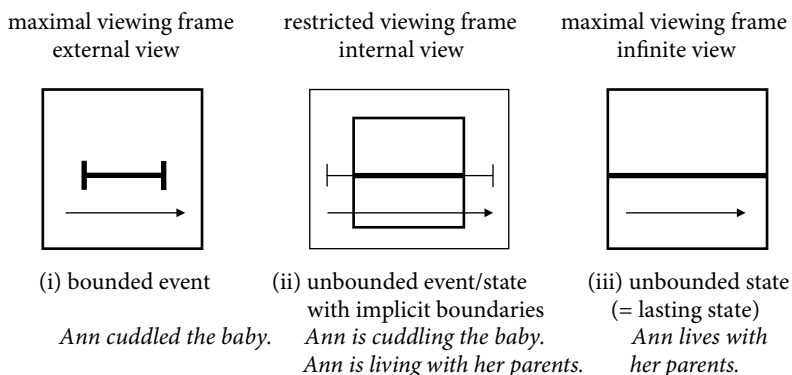 maximal viewing frame
external view
restricted viewing frame
internal view
maximal viewing frame
infinite view
(i) bounded event
Ann cuddled the baby.
(ii) unbounded event/state
with implicit boundaries
Ann is cuddling the baby.
Ann is living with her parents.
(iii) unbounded state
(= lasting state)
Ann lives with
her parents.